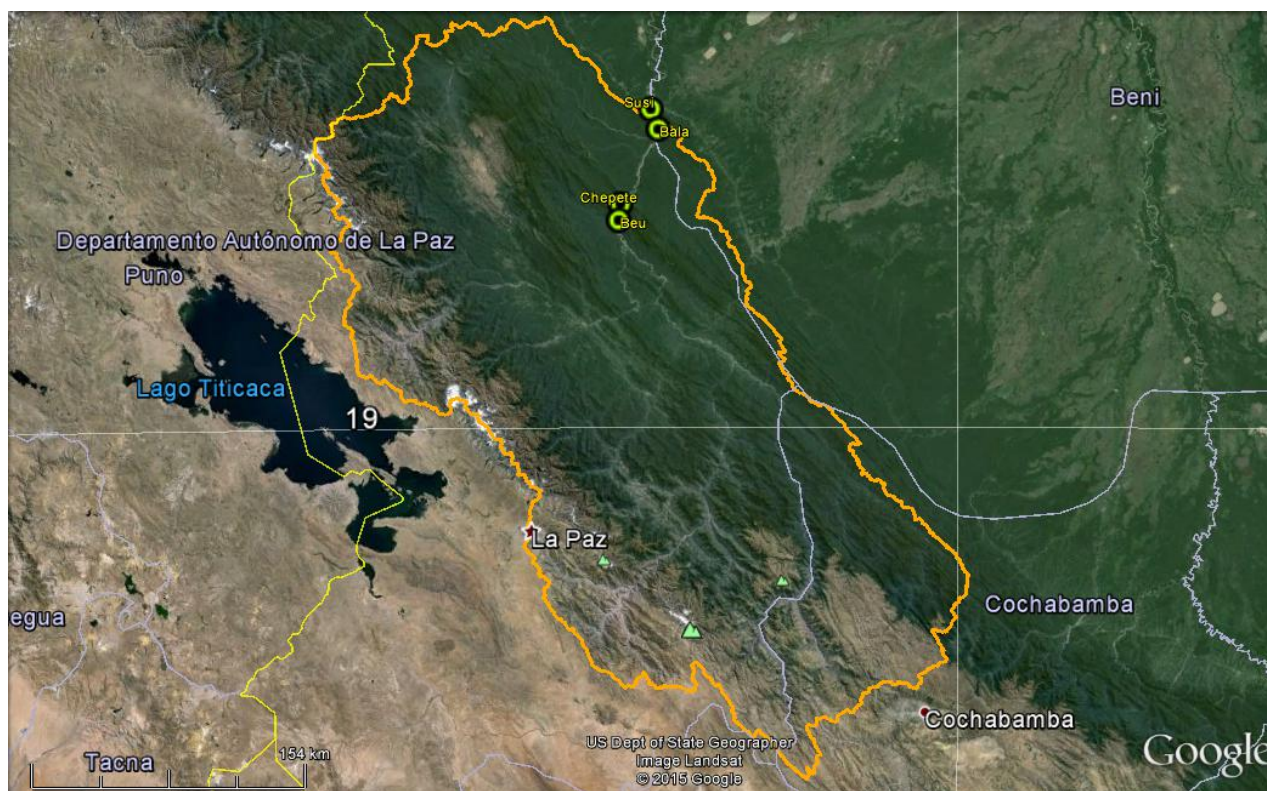 Susi
Beni
Bala
Chepete
Beu
Departamento Autónomo de La Paz
Puno
Lago Titicaca
19
La Paz
Cochabamba
egua
Cochabamba
US Dept of State Geographer
Image Landsat
© 2015 Google
Google
154 km
Tacna